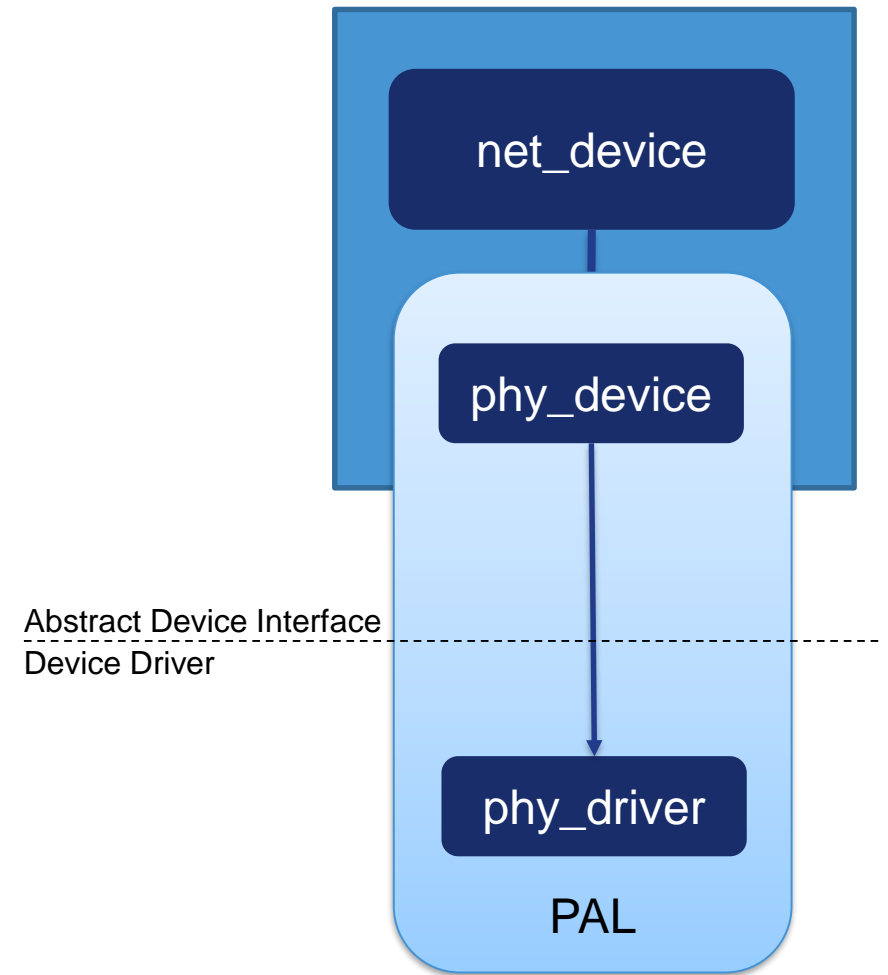 net_device
phy_device
Abstract Device Interface
Device Driver
phy_driver
PAL